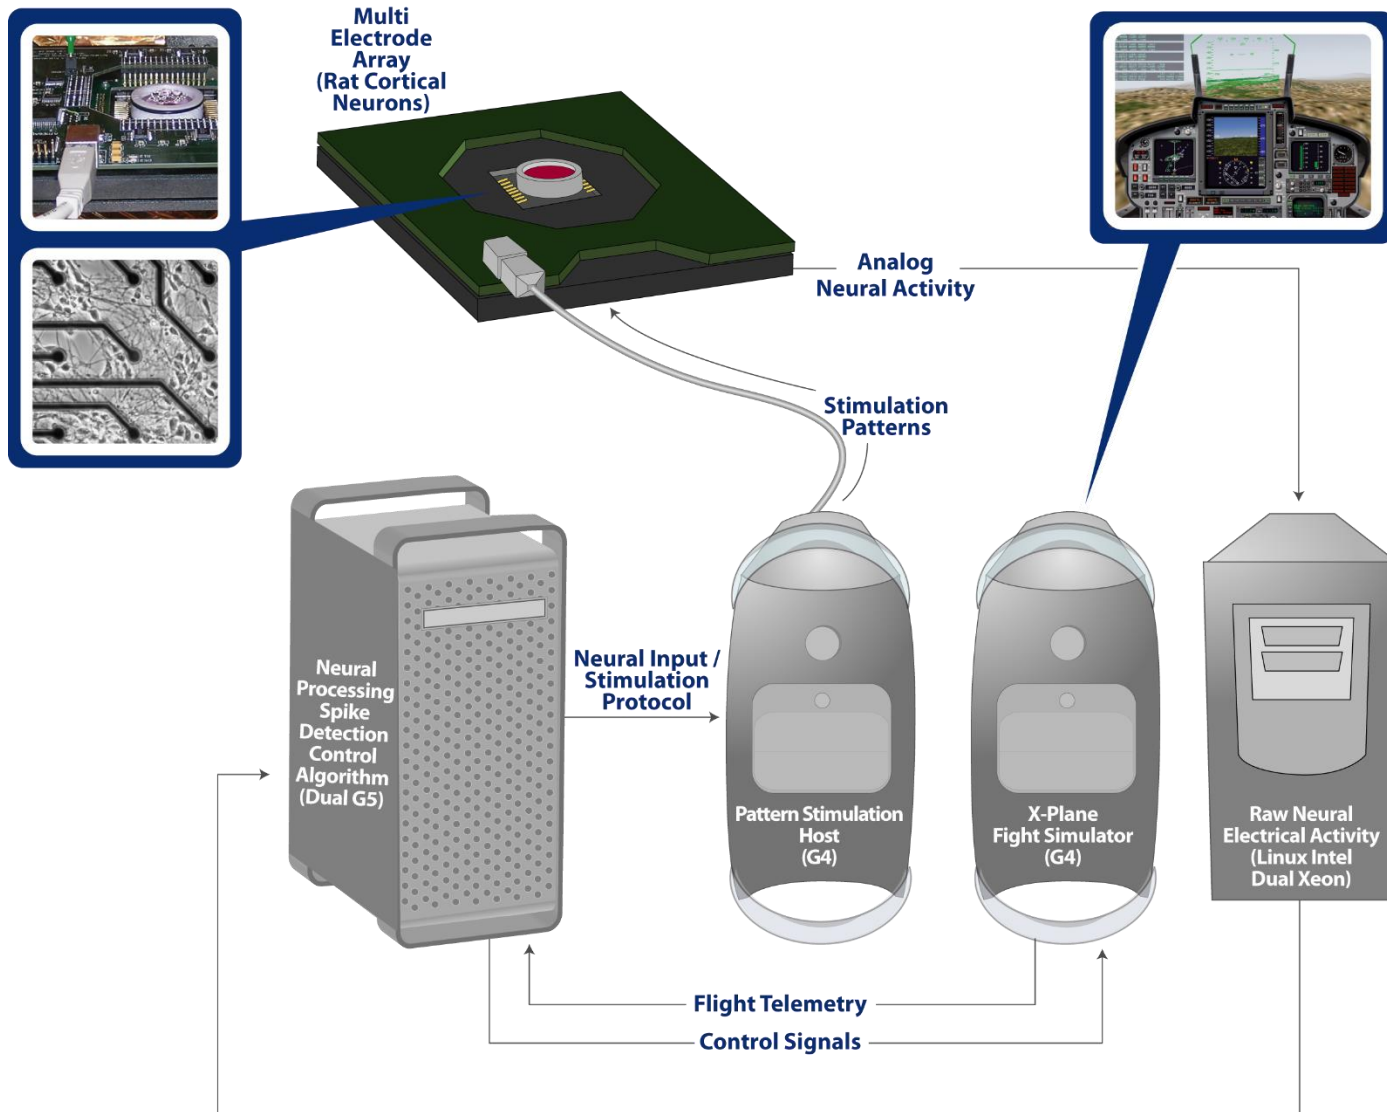 Multi
Electrode
Array
(Rat Cortical
Neurons)
Analog
Neural Activity
Stimulation
Patterns
Neural
Processing
Spike
Detection
Control
Algorithm
(Dual G5)
Neural Input /
Stimulation
Protocol
Pattern Stimulation
Host
(G4)
X-Plane
Fight Simulator
(G4)
Raw Neural
Electrical Activity
(Linux Intel
Dual Xeon)
Flight Telemetry
Control Signals